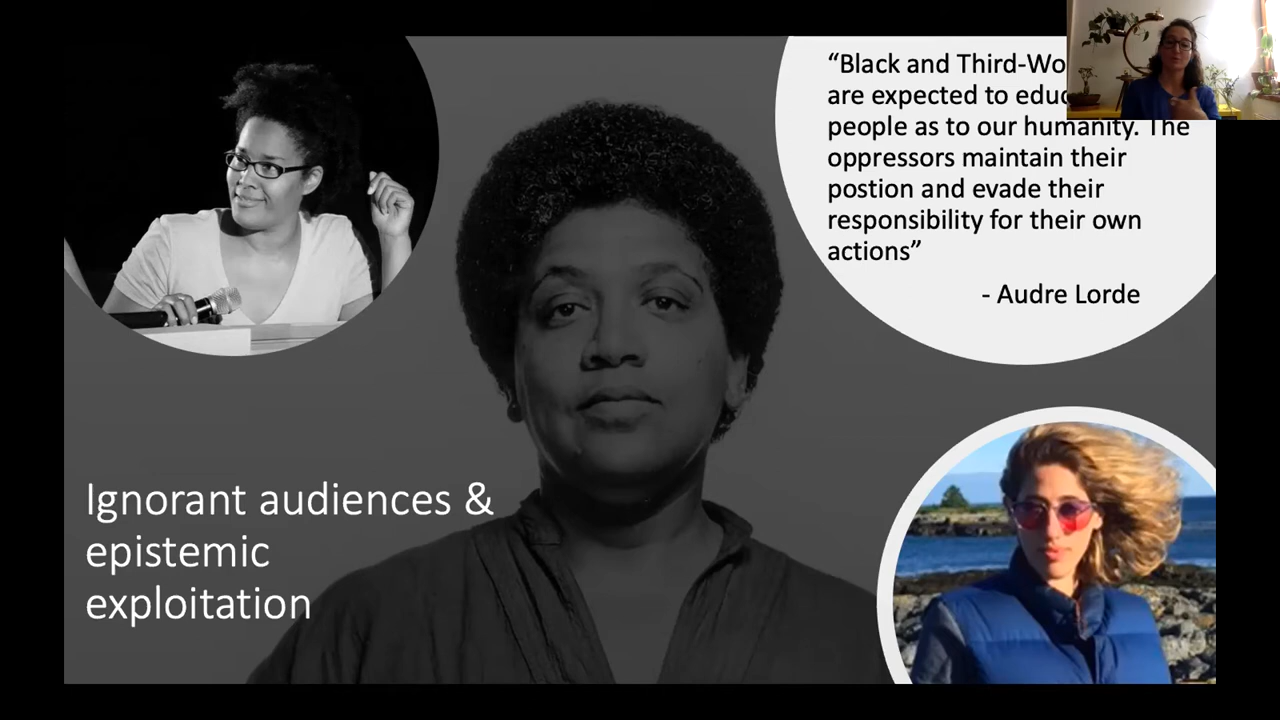 “Black and Third-Wo
are expected to educ
people as to our humanity. The
oppressors maintain their
postion and evade their
responsibility for their own
actions”
- Audre Lorde
Ignorant audiences &
epistemic
exploitation